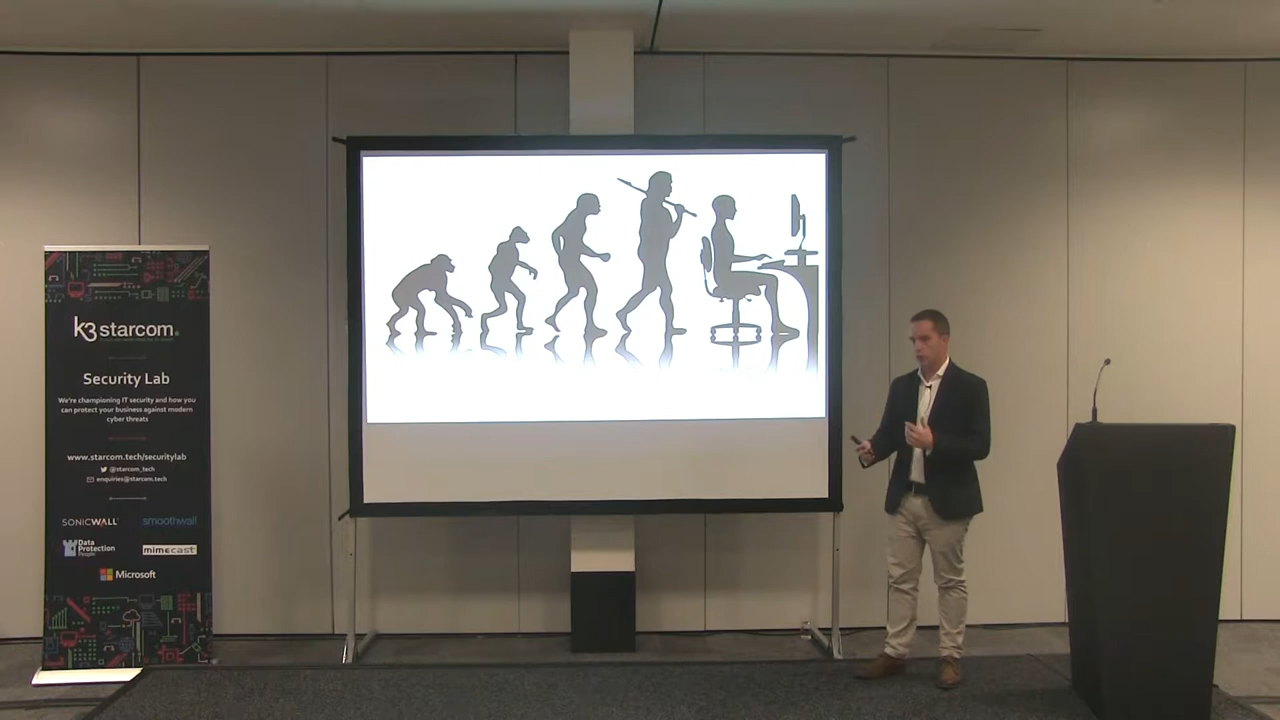 k3 starcom
Security Lab
We're championing IT security and how you
can protect your business against modern
cyber threats
www.starcom.tech/securitylab
@starcom_tech
enquiries@starcom.tech
SONICWALL
smoothwall
Data
Protection
People
mimecast
Microsoft